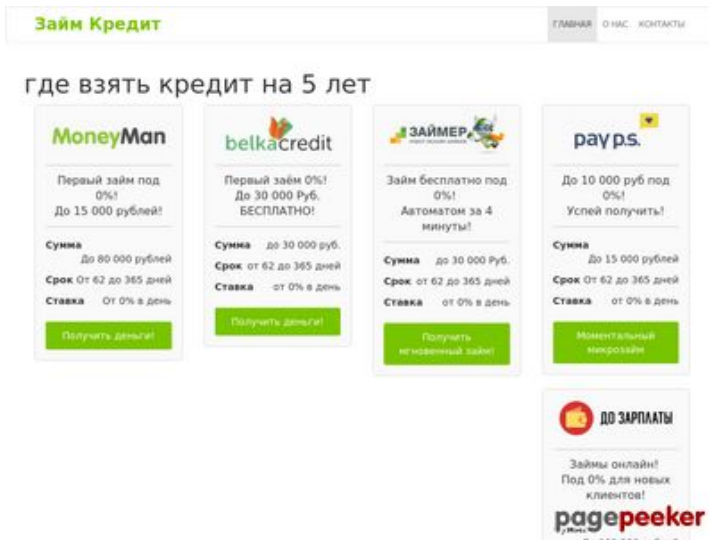 Займ Кредит
ГЛАВНАЯ О НАС КОНТАКТЫ
где взять кредит на 5 лет
MoneyMan
Первый займ под
0%!
До 15 000 рублей!
Сумма
До 80 000 рублей
Срок От 62 до 365 дней
Ставка От 0% в день
Получить деньги!
belkacredit
Первый заём 0%!
До 30 000 Руб.
БЕСПЛАТНО!
Сумма до 30 000 руб.
Срок от 62 до 365 дней
Ставка от 0% в день
Получить деньги!
ЗАЙМЕР
Займ бесплатно под
0%!
Автоматом за 4
минуты!
Сумма до 30 000 Руб.
Срок от 62 до 365 дней
Ставка от 0% в день
Получить
мгновенный займ!
pay p.s.
До 10 000 руб под
0%!
Успей получить!
Сумма
До 15 000 рублей
Срок От 62 до 365 дней
Ставка От 0% в день
Моментальный
микрозайм
ДО ЗАРПЛАТЫ
Займы онлайн!
Под 0% для новых
клиентов!
pagepeeker